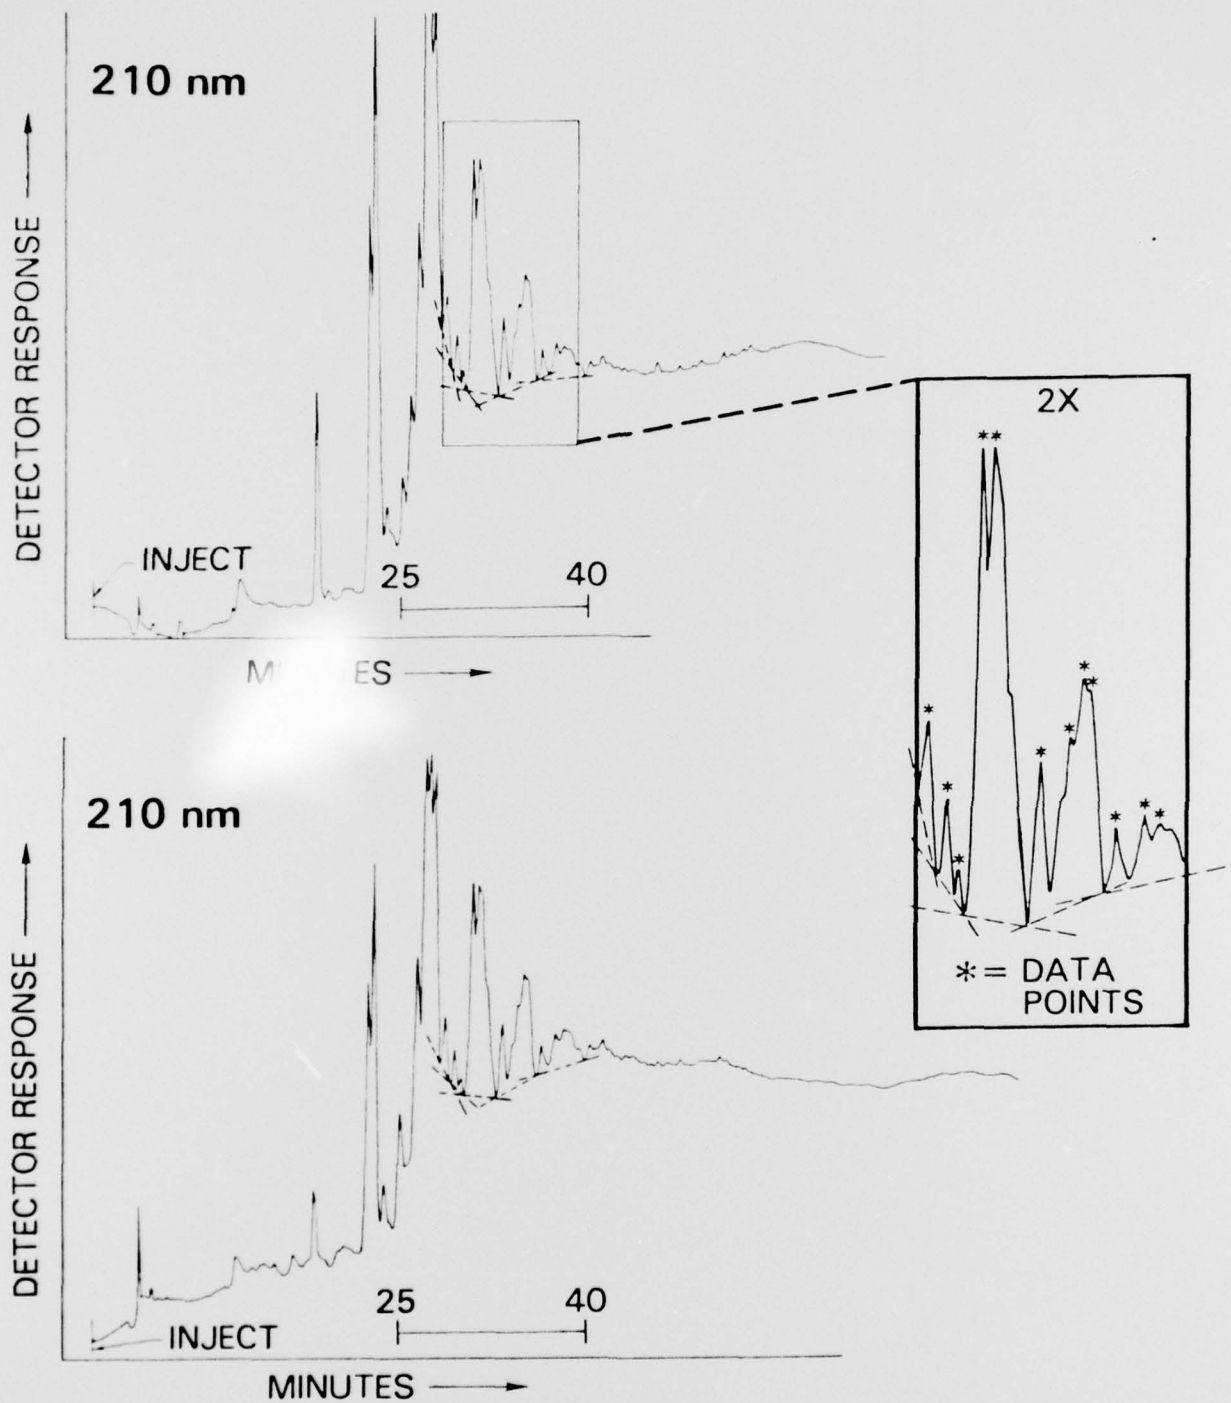 210 nm
DETECTOR RESPONSE
INJECT
25 40
2X
* *
*
*
*
*
*
* *
*
* *
* = DATA
POINTS
210 nm
DETECTOR RESPONSE
25 40
INJECT
MINUTES